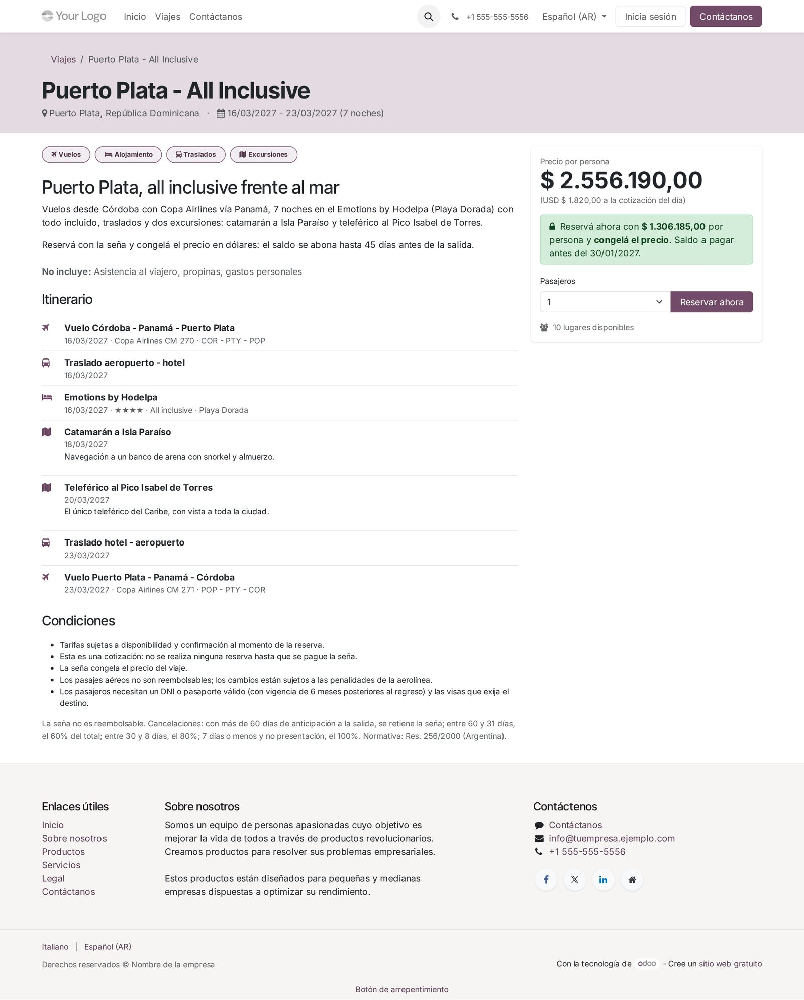 Your Logo
Inicio
Viajes
Contáctanos
+1 555-555-5556
Español (AR)
Inicia sesión
Contáctanos
Viajes / Puerto Plata - All Inclusive
Puerto Plata - All Inclusive
Puerto Plata, República Dominicana · 16/03/2027 - 23/03/2027 (7 noches)
Vuelos
Alojamiento
Traslados
Excursiones
Puerto Plata, all inclusive frente al mar
Vuelos desde Córdoba con Copa Airlines vía Panamá, 7 noches en el Emotions by Hodelpa (Playa Dorada) con
todo incluido, traslados y dos excursiones: catamarán a Isla Paraíso y teleférico al Pico Isabel de Torres.
Reservá con la seña y congelá el precio en dólares: el saldo se abona hasta 45 días antes de la salida.
No incluye: Asistencia al viajero, propinas, gastos personales
Itinerario
Vuelo Córdoba - Panamá - Puerto Plata
16/03/2027 · Copa Airlines CM 270 · COR - PTY - POP
Traslado aeropuerto - hotel
16/03/2027
Emotions by Hodelpa
16/03/2027 · ★★★★ · All inclusive · Playa Dorada
Catamarán a Isla Paraíso
18/03/2027
Navegación a un banco de arena con snorkel y almuerzo.
Teleférico al Pico Isabel de Torres
20/03/2027
El único teleférico del Caribe, con vista a toda la ciudad.
Traslado hotel - aeropuerto
23/03/2027
Vuelo Puerto Plata - Panamá - Córdoba
23/03/2027 · Copa Airlines CM 271 · POP - PTY - COR
Condiciones
Tarifas sujetas a disponibilidad y confirmación al momento de la reserva.
Esta es una cotización: no se realiza ninguna reserva hasta que se pague la seña.
La seña congela el precio del viaje.
Los pasajes aéreos no son reembolsables; los cambios están sujetos a las penalidades de la aerolínea.
Los pasajeros necesitan un DNI o pasaporte válido (con vigencia de 6 meses posteriores al regreso) y las visas que exija el
destino.
La seña no es reembolsable. Cancelaciones: con más de 60 días de anticipación a la salida, se retiene la seña; entre 60 y 31 días,
el 60% del total; entre 30 y 8 días, el 80%; 7 días o menos y no presentación, el 100%. Normativa: Res. 256/2000 (Argentina).
Precio por persona
$ 2.556.190,00
(USD $ 1.820,00 a la cotización del día)
Reservá ahora con $ 1.306.185,00 por
persona y congelá el precio. Saldo a pagar
antes del 30/01/2027.
Pasajeros
1
Reservar ahora
10 lugares disponibles
Enlaces útiles
Inicio
Sobre nosotros
Productos
Servicios
Legal
Contáctanos
Sobre nosotros
Somos un equipo de personas apasionadas cuyo objetivo es
mejorar la vida de todos a través de productos revolucionarios.
Creamos productos para resolver sus problemas empresariales.
Estos productos están diseñados para pequeñas y medianas
empresas dispuestas a optimizar su rendimiento.
Contáctenos
Contáctanos
info@tuempresa.ejemplo.com
+1 555-555-5556
Italiano | Español (AR)
Derechos reservados © Nombre de la empresa
Con la tecnología de odoo - Cree un sitio web gratuito
Botón de arrepentimiento